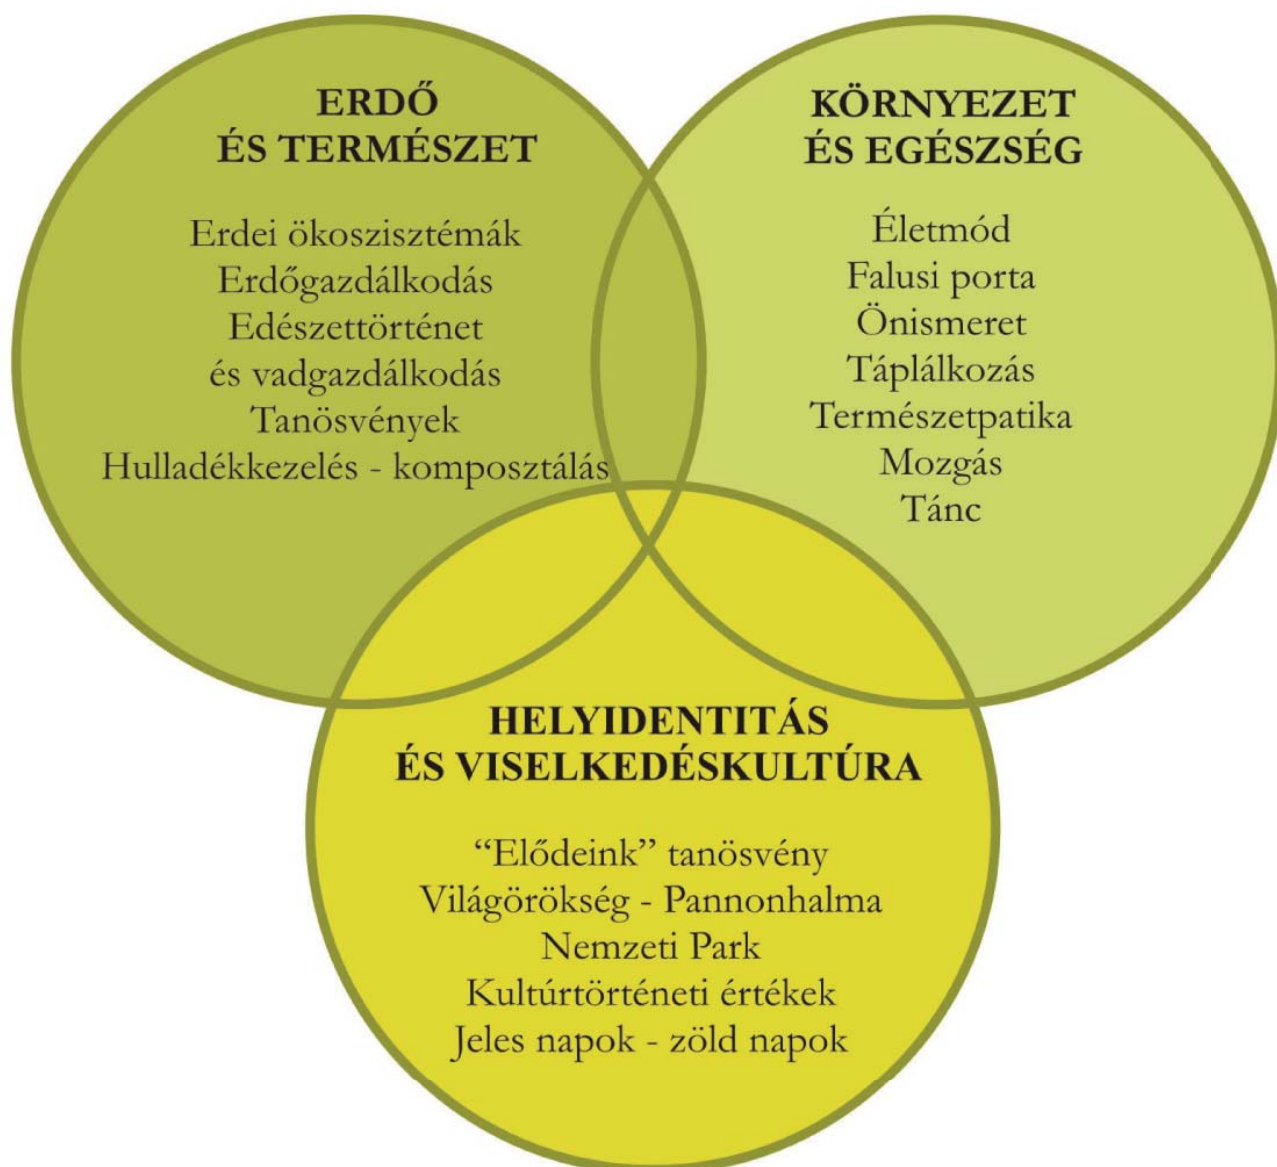 ERDŐ
ÉS TERMÉSZET
Erdei ökoszisztémák
Erdőgazdálkodás
Edészettörténet
és vadgazdálkodás
Tanösvények
Hulladékkezelés - komposztálás
KÖRNYEZET
ÉS EGÉSZSÉG
Életmód
Falusi porta
Önismeret
Táplálkozás
Természetpatika
Mozgás
Tánc
HELYIDENTITÁS
ÉS VISELKEDÉSKULTÚRA
“Elődeink” tanösvény
Világörökség - Pannonhalma
Nemzeti Park
Kultúrtörténeti értékek
Jeles napok - zöld napok